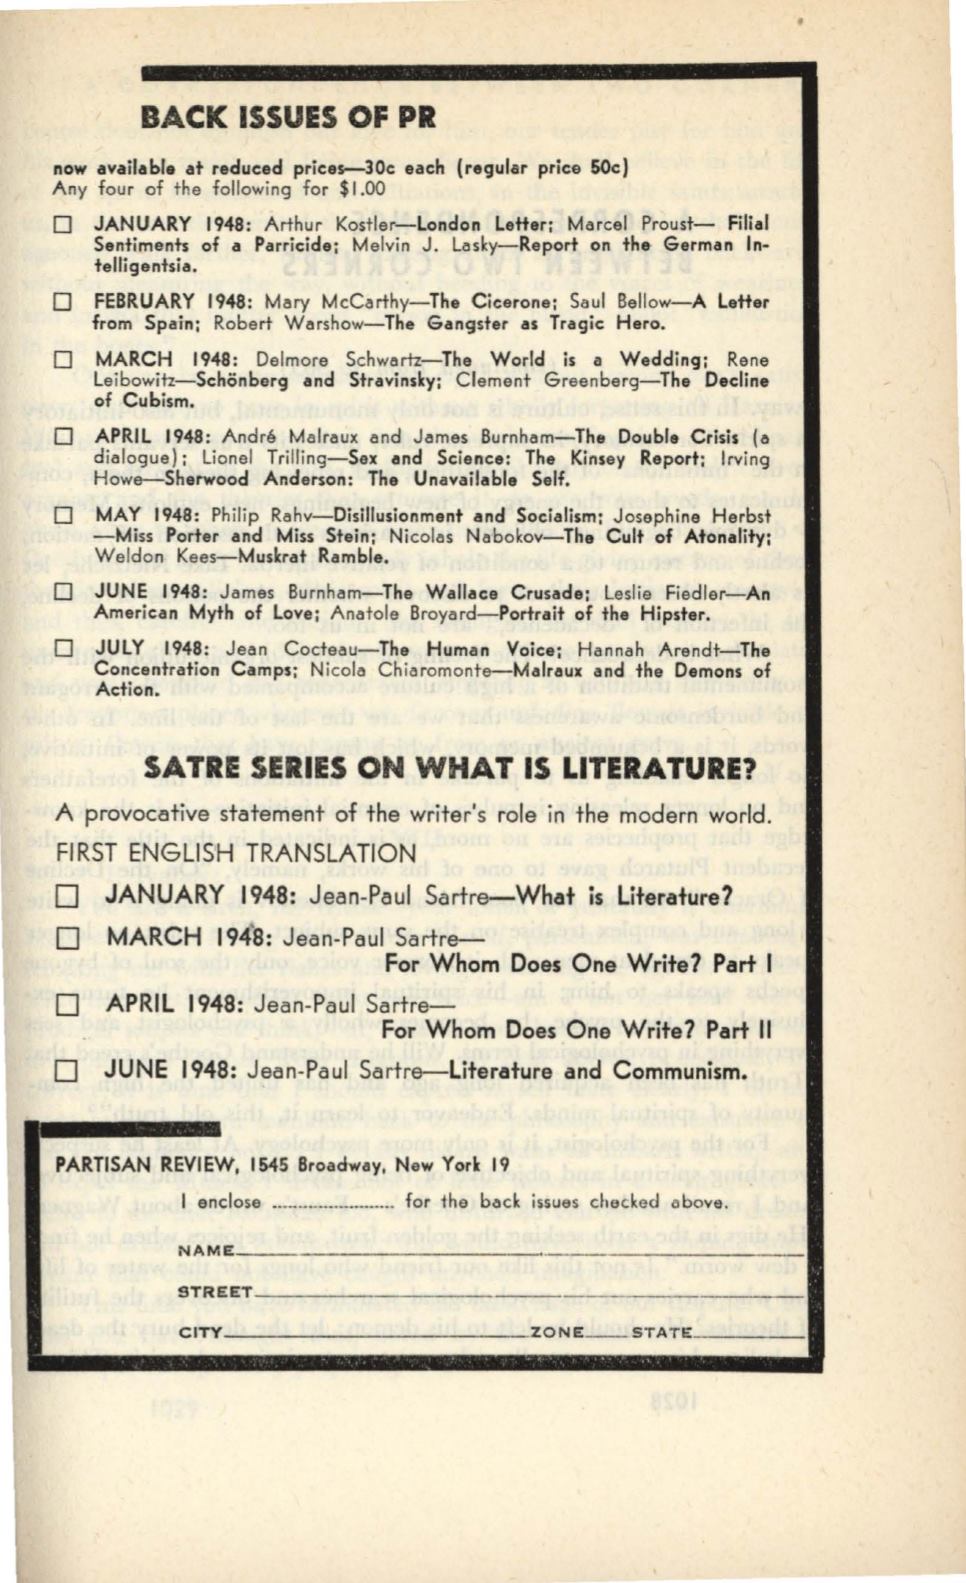 BACK ISSUES OF PR
now available at reduced prices—30c each (regular price 50c)
Any four of the following for $1.00
☐ JANUARY 1948: Arthur Kostler—London Letter; Marcel Proust— Filial
Sentiments of a Parricide; Melvin J. Lasky—Report on the German In-
telligentsia.
☐ FEBRUARY 1948: Mary McCarthy—The Cicerone; Saul Bellow—A Letter
from Spain; Robert Warshow—The Gangster as Tragic Hero.
☐ MARCH 1948: Delmore Schwartz—The World is a Wedding; Rene
Leibowitz—Schönberg and Stravinsky; Clement Greenberg—The Decline
of Cubism.
☐ APRIL 1948: André Malraux and James Burnham—The Double Crisis (a
dialogue); Lionel Trilling—Sex and Science: The Kinsey Report; Irving
Howe—Sherwood Anderson: The Unavailable Self.
☐ MAY 1948: Philip Rahv—Disillusionment and Socialism; Josephine Herbst
—Miss Porter and Miss Stein; Nicolas Nabokov—The Cult of Atonality;
Weldon Kees—Muskrat Ramble.
☐ JUNE 1948: James Burnham—The Wallace Crusade; Leslie Fiedler—An
American Myth of Love; Anatole Broyard—Portrait of the Hipster.
☐ JULY 1948: Jean Cocteau—The Human Voice; Hannah Arendt—The
Concentration Camps; Nicola Chiaromonte—Malraux and the Demons of
Action.
SATRE SERIES ON WHAT IS LITERATURE?
A provocative statement of the writer's role in the modern world.
FIRST ENGLISH TRANSLATION
☐ JANUARY 1948: Jean-Paul Sartre—What is Literature?
☐ MARCH 1948: Jean-Paul Sartre—
For Whom Does One Write? Part I
☐ APRIL 1948: Jean-Paul Sartre—
For Whom Does One Write? Part II
☐ JUNE 1948: Jean-Paul Sartre—Literature and Communism.
PARTISAN REVIEW, 1545 Broadway, New York 19
I enclose ........................ for the back issues checked above.
NAME
STREET
CITY ZONE STATE